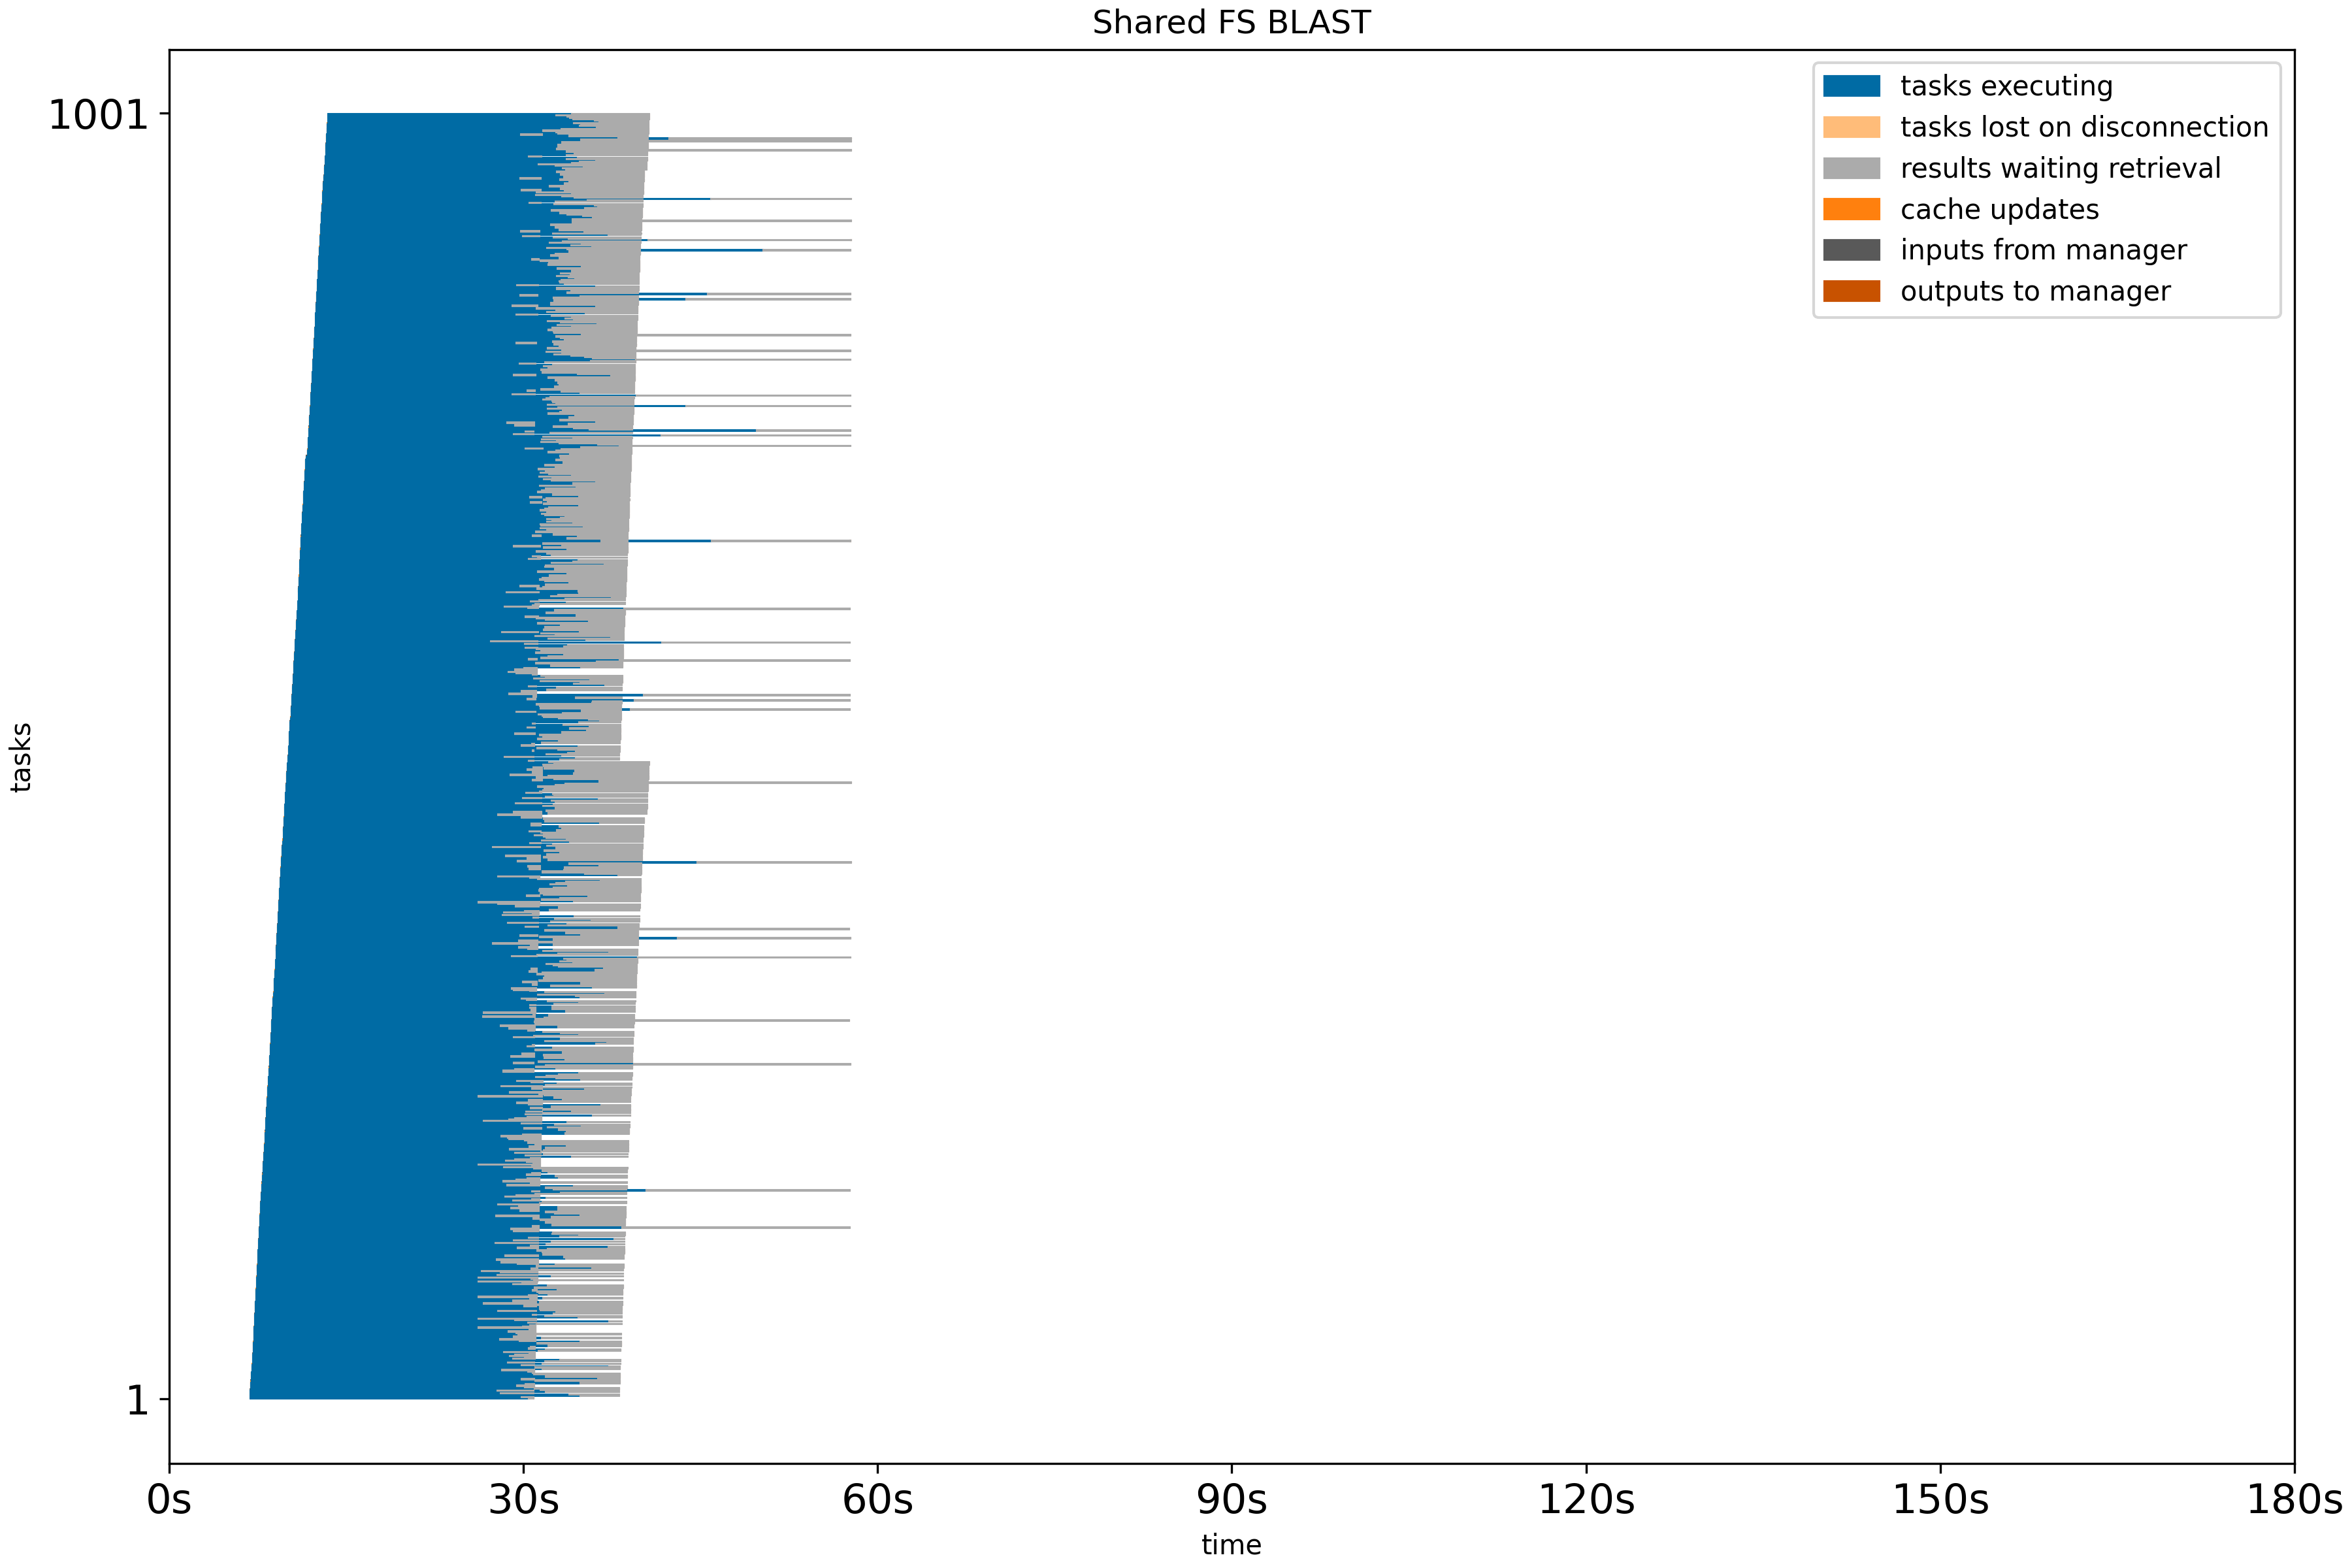 Shared FS BLAST
1001
tasks executing
tasks lost on disconnection
results waiting retrieval
cache updates
inputs from manager
outputs to manager
tasks
1
0s 30s 60s 90s 120s 150s 180s
time